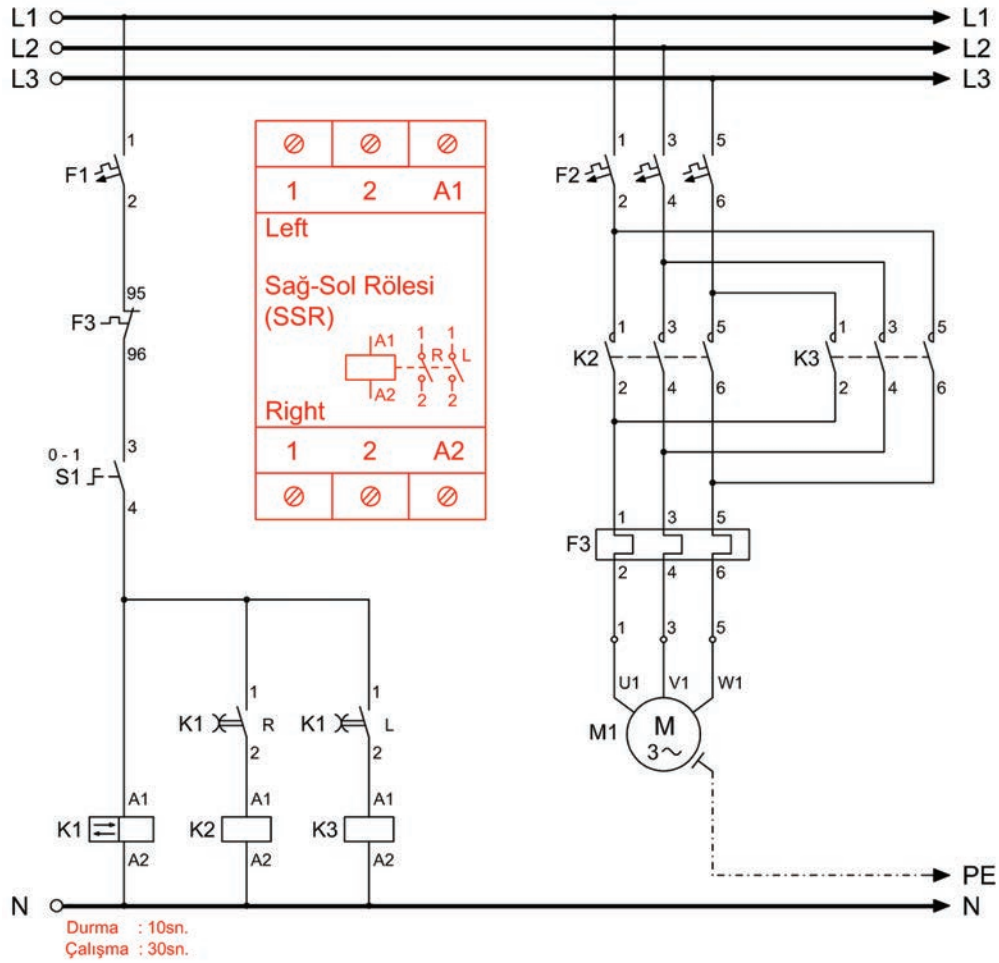 L1 L1
L2 L2
L3 L3
1 1 3 5
F1 F2
2 2 4 6
1 2 A1
Left
Sağ-Sol Rölesi
(SSR)
A1 1 1
R L
A2 2 2
Right
1 2 A2
95
F3
96
1 3 5 1 3 5
K2 K3
2 4 6 2 4 6
0 - 1 3
S1
4
1 3 5
F3
2 4 6
1 3 5
U1 V1 W1
M1 M
3~
1 1
K1 R K1 L
2 2
A1 A1 A1
K1 K2 K3
A2 A2 A2
PE
N N
Durma : 10sn.
Çalışma : 30sn.